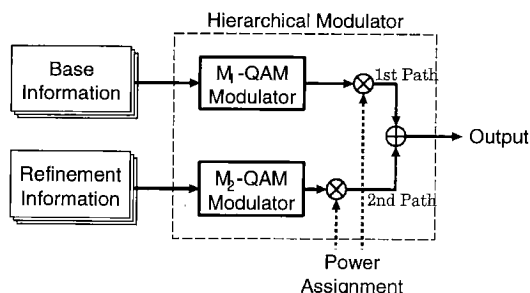 Hierarchical Modulator
Base
Information
M1-QAM
Modulator
1st Path
Output
Refinement
Information
M2-QAM
Modulator
2nd Path
Power
Assignment